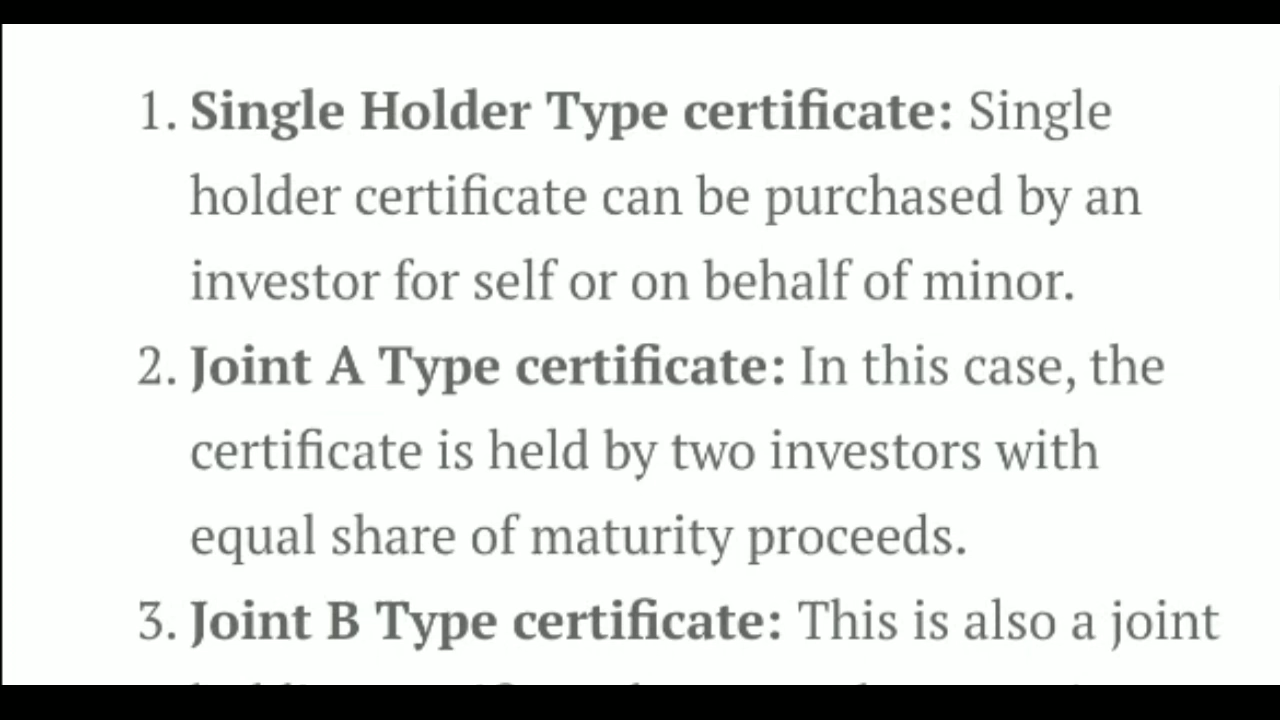 1. Single Holder Type certificate: Single
holder certificate can be purchased by an
investor for self or on behalf of minor.
2. Joint A Type certificate: In this case, the
certificate is held by two investors with
equal share of maturity proceeds.
3. Joint B Type certificate: This is also a joint